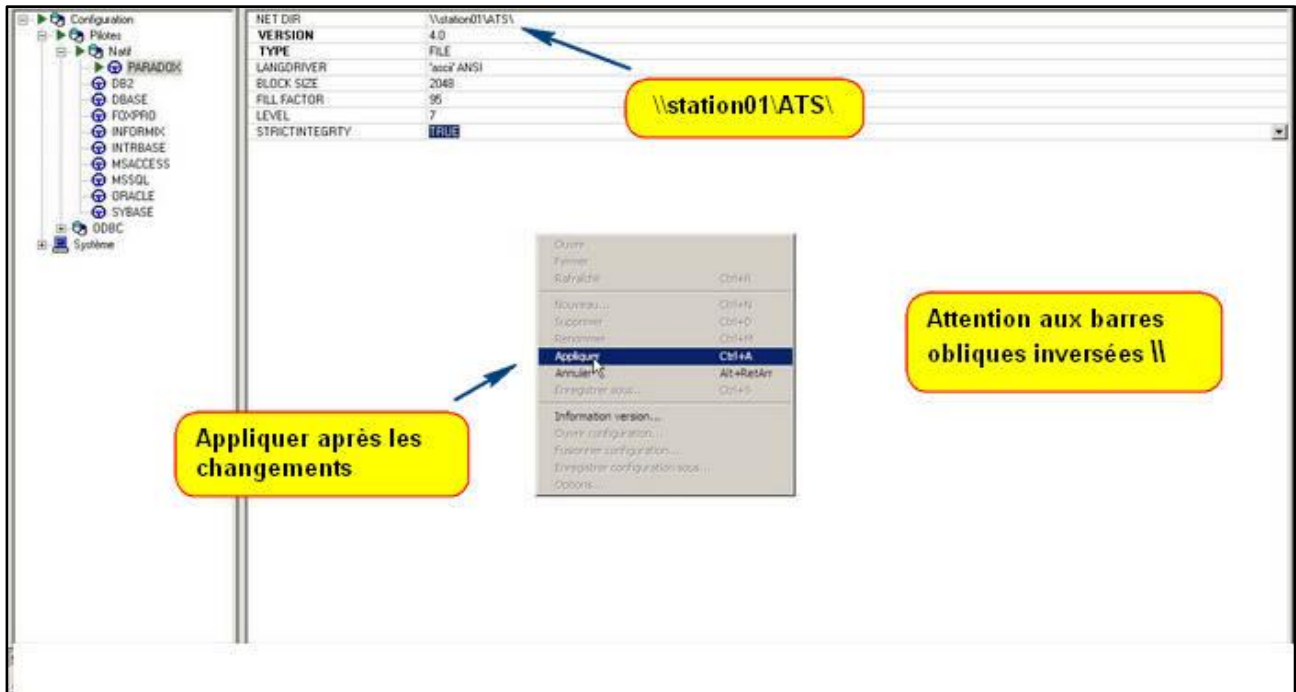 Configuration
Pilotes
Natif
PARADOX
DB2
DBASE
FOXPRO
INFORMIX
INTRBASE
MSACCESS
MSSQL
ORACLE
SYBASE
ODBC
Système
NET DIR \\station01\ATS\
VERSION 4.0
TYPE FILE
LANGDRIVER 'ascii' ANSI
BLOCK SIZE 2048
FILL FACTOR 95
LEVEL 7
STRICTINTEGRTY TRUE
\\station01\ATS\
Ouvrir
Fermer
Rafraîchir Ctrl+R
Nouveau... Ctrl+N
Supprimer Ctrl+D
Renommer Ctrl+M
Appliquer Ctrl+A
Annuler Alt+RetArr
Enregistrer sous... Ctrl+S
Information version...
Ouvrir configuration...
Fusionner configuration...
Enregistrer configuration sous...
Options...
Attention aux barres
obliques inversées \\
Appliquer après les
changements